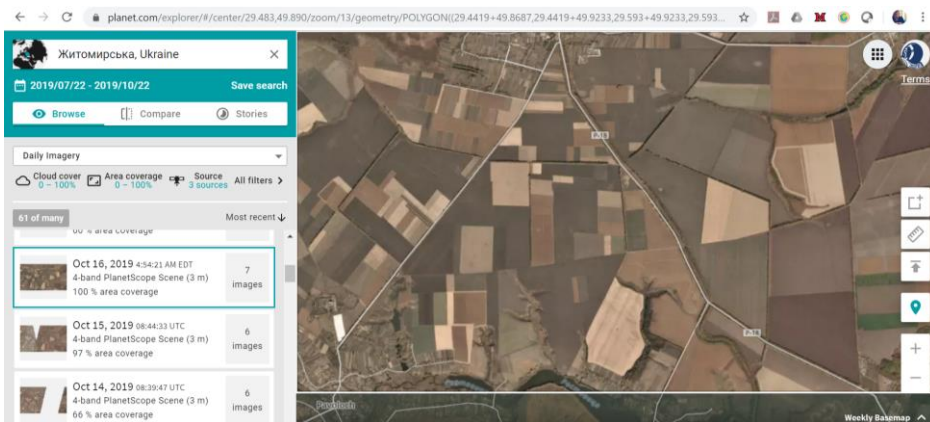 planet.com/explorer/#/center/29.483,49.890/zoom/13/geometry/POLYGON((29.4419+49.8687,29.4419+49.9233,29.593+49.9233,29.593...
Житомирська, Ukraine
2019/07/22 - 2019/10/22
Save search
Browse
Compare
Stories
Terms
Daily Imagery
Cloud cover
0 – 100%
Area coverage
0 – 100%
Source
3 sources
All filters
61 of many
Most recent
% area coverage
Oct 16, 2019 4:54:21 AM EDT
4-band PlanetScope Scene (3 m)
100 % area coverage
7
images
Oct 15, 2019 08:44:33 UTC
4-band PlanetScope Scene (3 m)
97 % area coverage
6
images
Oct 14, 2019 08:39:47 UTC
4-band PlanetScope Scene (3 m)
66 % area coverage
6
images
P-18
P-18
Weekly Basemap